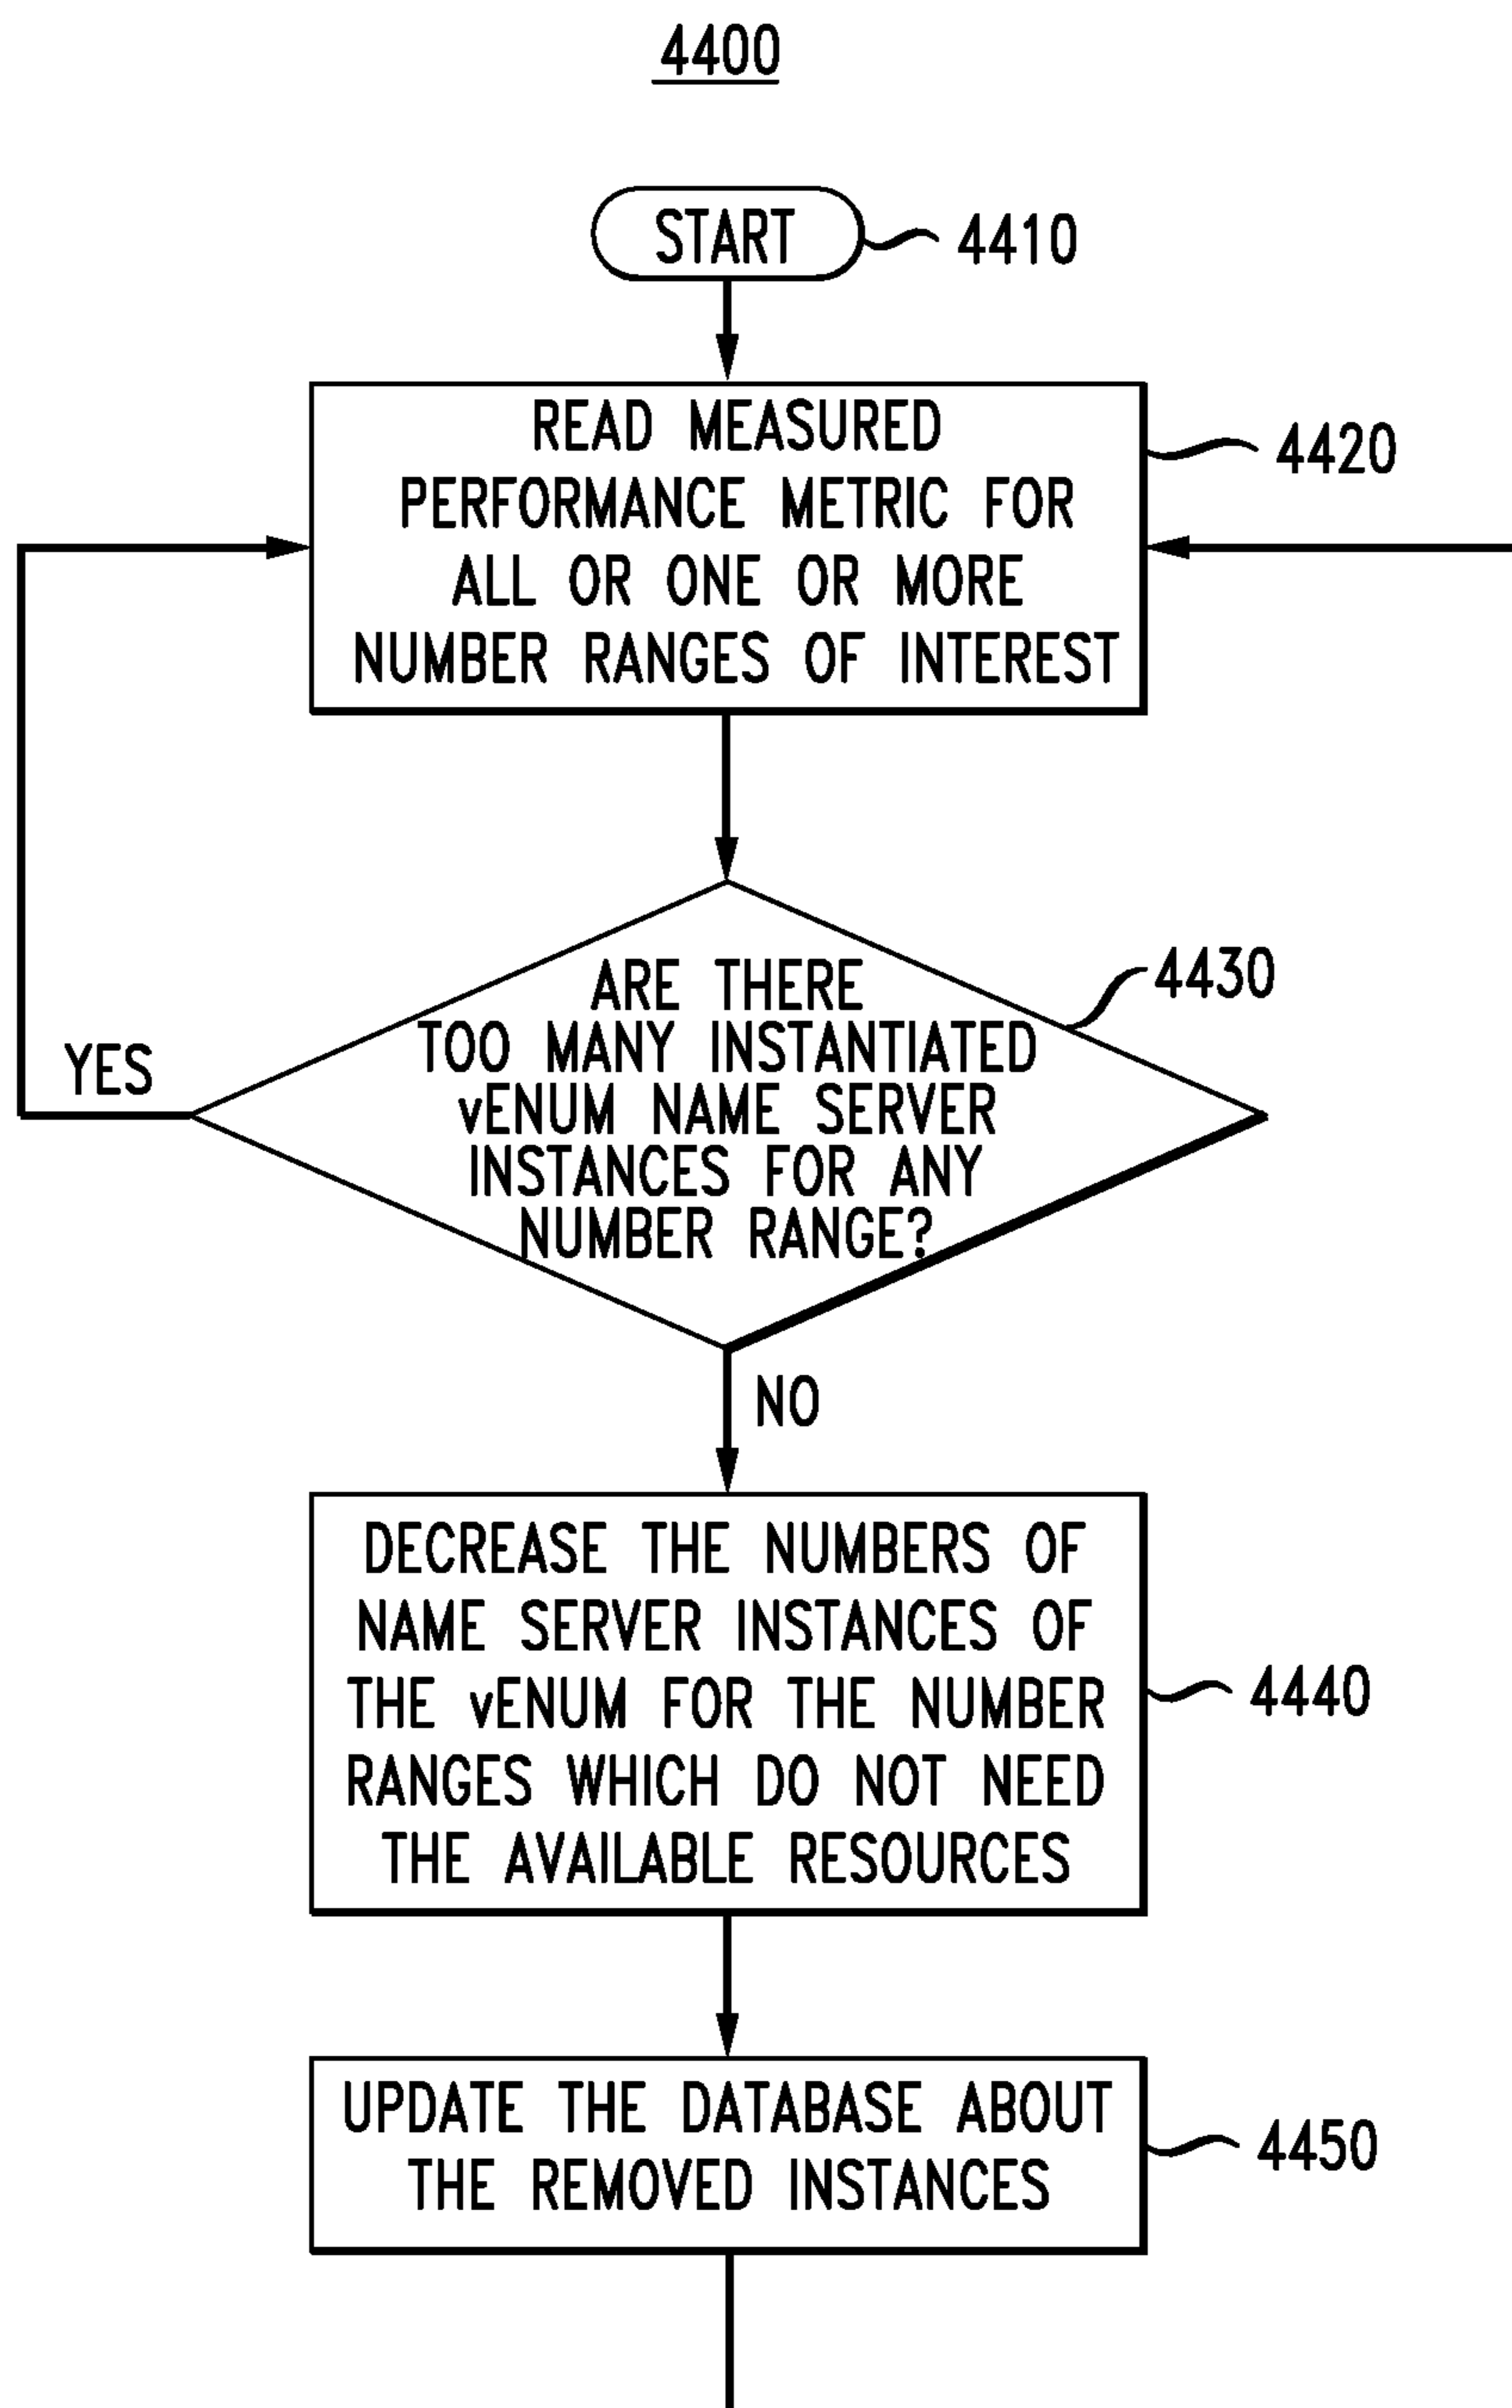 4400
START
4410
READ MEASURED
PERFORMANCE METRIC FOR
ALL OR ONE OR MORE
NUMBER RANGES OF INTEREST
4420
ARE THERE
TOO MANY INSTANTIATED
vENUM NAME SERVER
INSTANCES FOR ANY
NUMBER RANGE?
4430
YES
NO
DECREASE THE NUMBERS OF
NAME SERVER INSTANCES OF
THE vENUM FOR THE NUMBER
RANGES WHICH DO NOT NEED
THE AVAILABLE RESOURCES
4440
UPDATE THE DATABASE ABOUT
THE REMOVED INSTANCES
4450